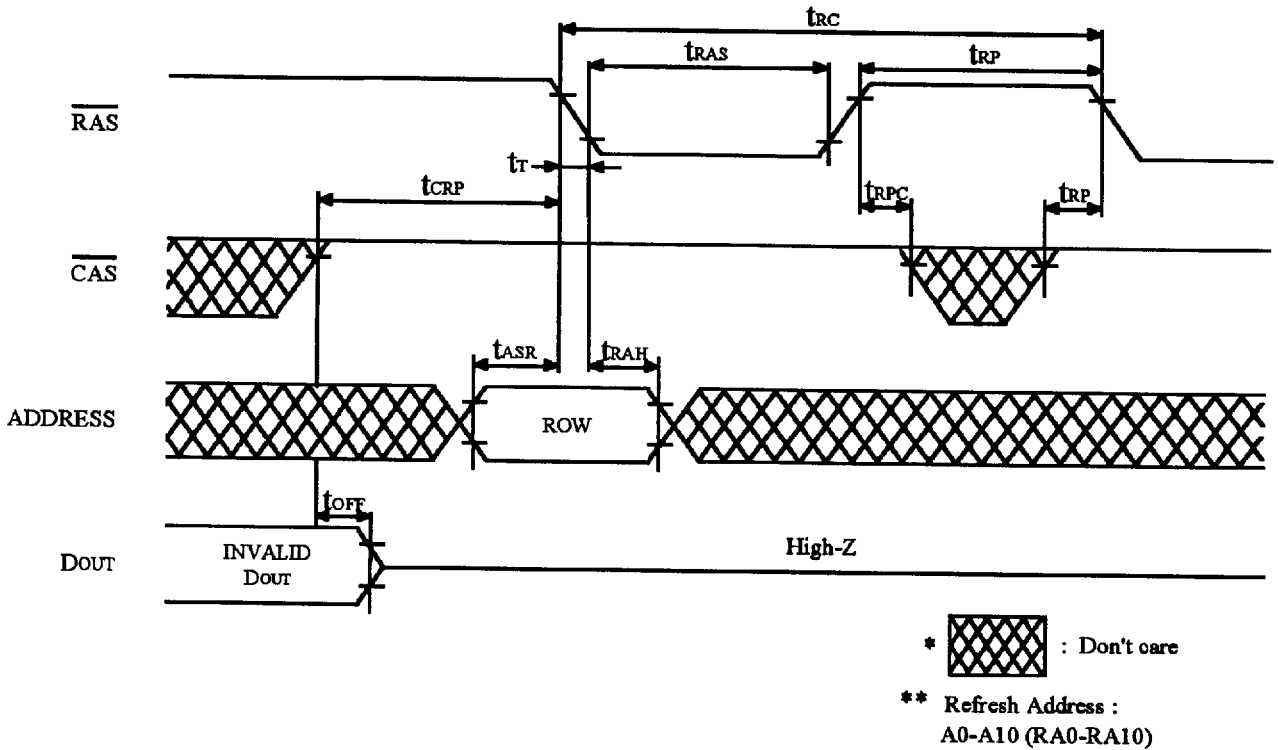 tRC
tRAS
tRP
RAS
tT
tCRP
tRPC
tRP
CAS
tASR
tRAH
ADDRESS
ROW
tOFF
DOUT
INVALID
DOUT
High-Z
* : Don't care
** Refresh Address :
A0-A10 (RA0-RA10)